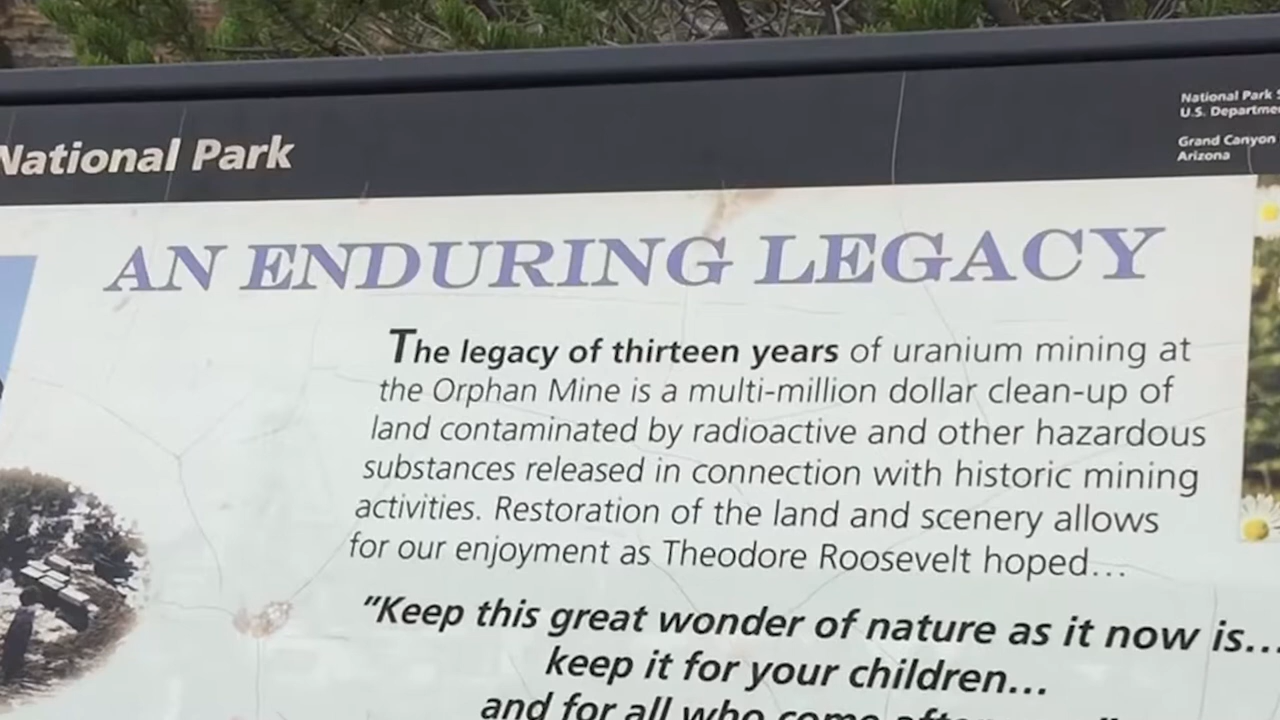 National Park
National Park
U.S.
Grand Canyon
Arizona
AN ENDURING LEGACY
The legacy of thirteen years of uranium mining at
the Orphan Mine is a multi-million dollar clean-up of
land contaminated by radioactive and other hazardous
substances released in connection with historic mining
activities. Restoration of the land and scenery allows
for our enjoyment as Theodore Roosevelt hoped…
"Keep this great wonder of nature as it now is…
keep it for your children…
and for all who come after